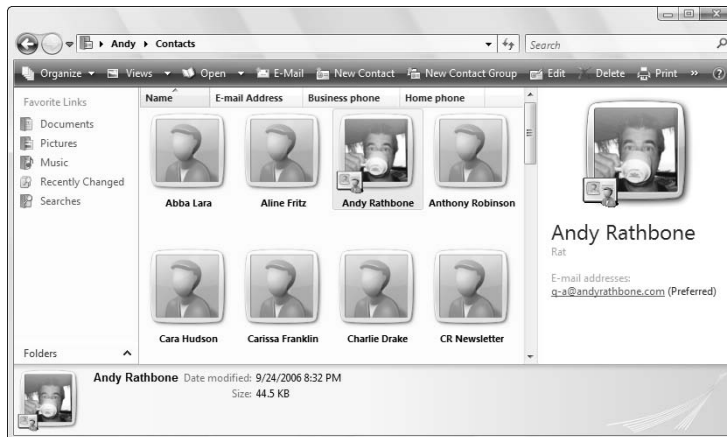 Andy ▸ Contacts
Search
Organize Views Open E-Mail New Contact New Contact Group Edit Delete Print »
Favorite Links
Documents
Pictures
Music
Recently Changed
Searches
Folders
Name E-mail Address Business phone Home phone
Abba Lara Aline Fritz Andy Rathbone Anthony Robinson
Cara Hudson Carissa Franklin Charlie Drake CR Newsletter
Andy Rathbone
Rat
E-mail addresses:
q-a@andyrathbone.com (Preferred)
Andy Rathbone Date modified: 9/24/2006 8:32 PM
Size: 44.5 KB